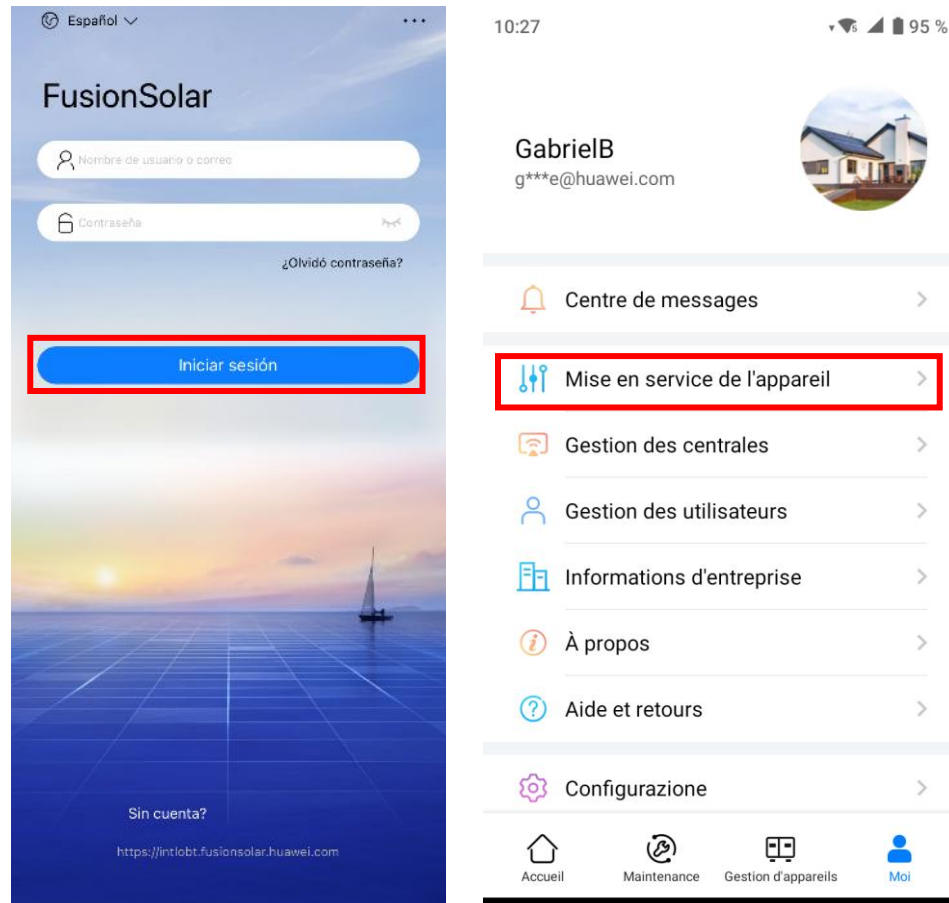 Español
...
FusionSolar
Nombre de usuario o correo
Contraseña
¿Olvidó contraseña?
Iniciar sesión
Sin cuenta?
https://intlobt.fusionsolar.huawei.com
10:27
5
95 %
GabrielB
g***e@huawei.com
Centre de messages
Mise en service de l'appareil
Gestion des centrales
Gestion des utilisateurs
Informations d'entreprise
À propos
Aide et retours
Configurazione
Accueil
Maintenance
Gestion d'appareils
Moi